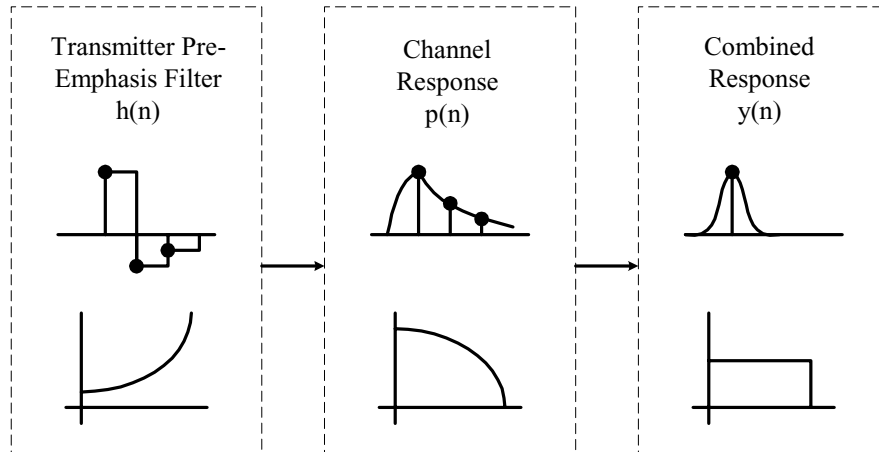 Transmitter Pre-
Emphasis Filter
h(n)
Channel
Response
p(n)
Combined
Response
y(n)